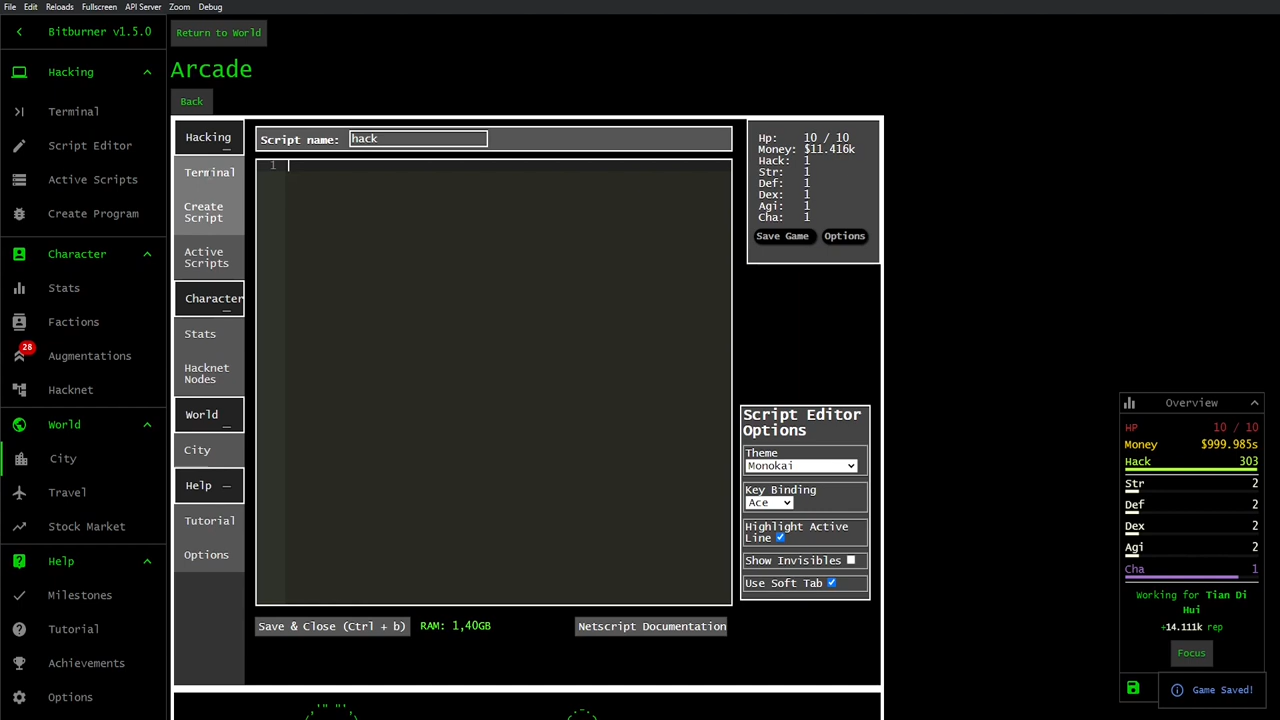 File Edit Reloads Fullscreen API Server Zoom Debug
Bitburner v1.5.0
Hacking
Terminal
Script Editor
Active Scripts
Create Program
Character
Stats
Factions
28
Augmentations
Hacknet
World
City
Travel
Stock Market
Help
Milestones
Tutorial
Achievements
Options
Return to World
Arcade
Back
Hacking
Terminal
Create
Script
Active
Scripts
Character
Stats
Hacknet
Nodes
World
City
Help
Tutorial
Options
Script name: hack
1
Save & Close (Ctrl + b) RAM: 1,40GB Netscript Documentation
Hp: 10 / 10
Money: $11.416k
Hack: 1
Str: 1
Def: 1
Dex: 1
Agi: 1
Cha: 1
Save Game Options
Script Editor
Options
Theme
Monokai
Key Binding
Ace
Highlight Active
Line
Show Invisibles
Use Soft Tab
Overview
HP 10 / 10
Money $999.985s
Hack 303
Str 2
Def 2
Dex 2
Agi 2
Cha 1
Working for Tian Di
Hui
+14.111k rep
Focus
Game Saved!